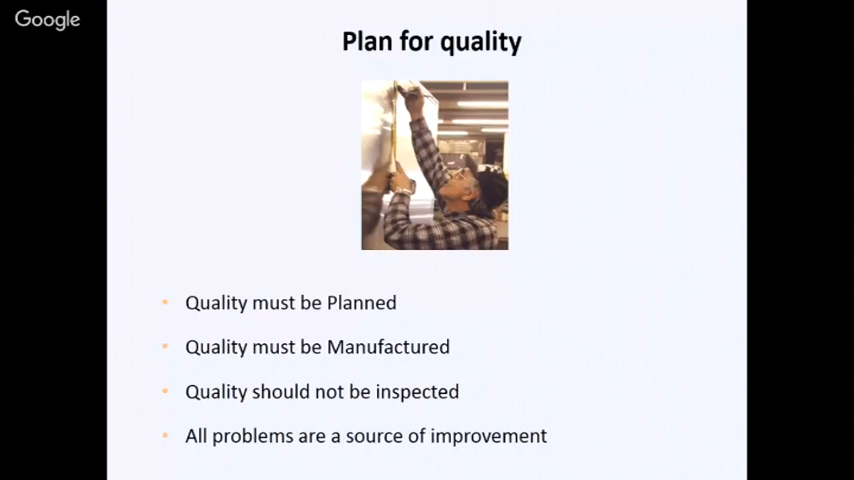 Google
Plan for quality
Quality must be Planned
Quality must be Manufactured
Quality should not be inspected
All problems are a source of improvement